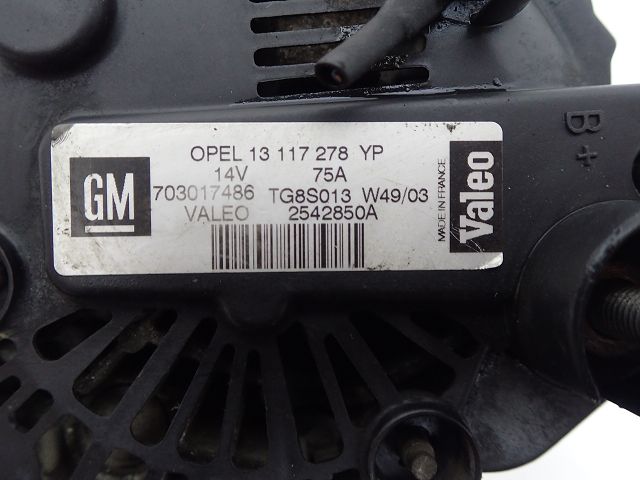 GM
OPEL 13 117 278 YP
14V 75A
703017486 TG8S013 W49/03
VALEO 2542850A
MADE IN FRANCE
Valeo
B+